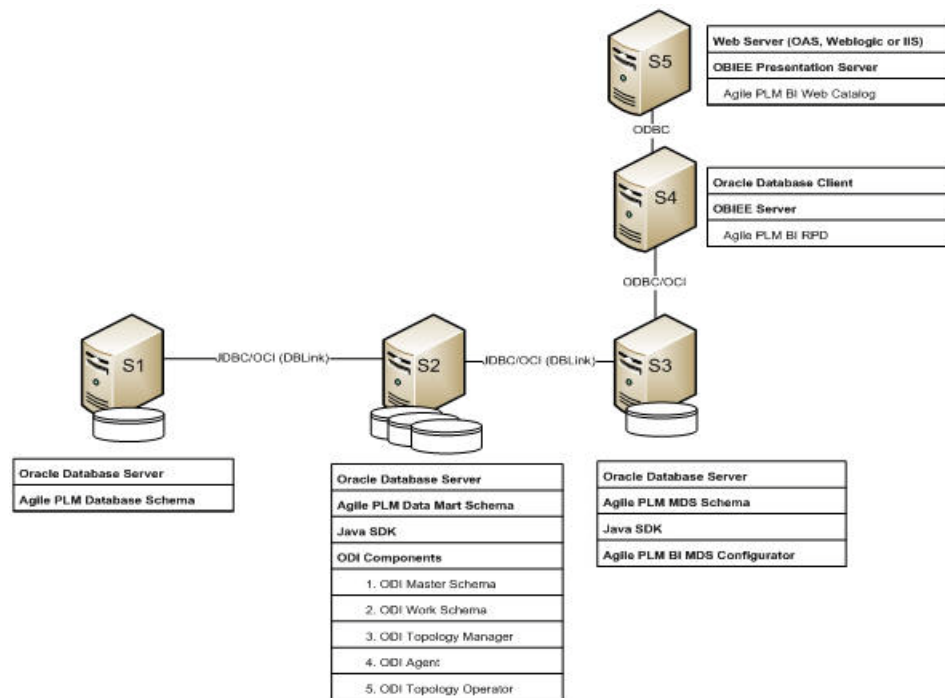 S5
Web Server (OAS, Weblogic or IIS)
OBIEE Presentation Server
Agile PLM BI Web Catalog
ODBC
S4
Oracle Database Client
OBIEE Server
Agile PLM BI RPD
ODBC/OCI
S1
JDBC/OCI (DBLink)
S2
JDBC/OCI (DBLink)
S3
Oracle Database Server
Agile PLM Database Schema
Oracle Database Server
Agile PLM Data Mart Schema
Java SDK
ODI Components
1. ODI Master Schema
2. ODI Work Schema
3. ODI Topology Manager
4. ODI Agent
5. ODI Topology Operator
Oracle Database Server
Agile PLM MDS Schema
Java SDK
Agile PLM BI MDS Configurator